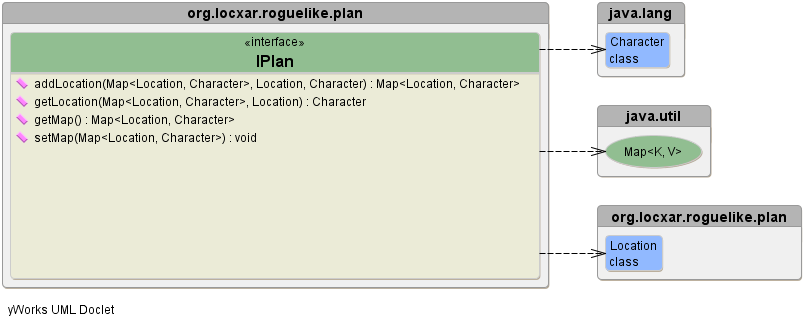 org.locxar.roguelike.plan
«interface»
IPlan
addLocation(Map<Location, Character>, Location, Character) : Map<Location, Character>
getLocation(Map<Location, Character>, Location) : Character
getMap() : Map<Location, Character>
setMap(Map<Location, Character>) : void
java.lang
Character
class
java.util
Map<K, V>
org.locxar.roguelike.plan
Location
class
yWorks UML Doclet